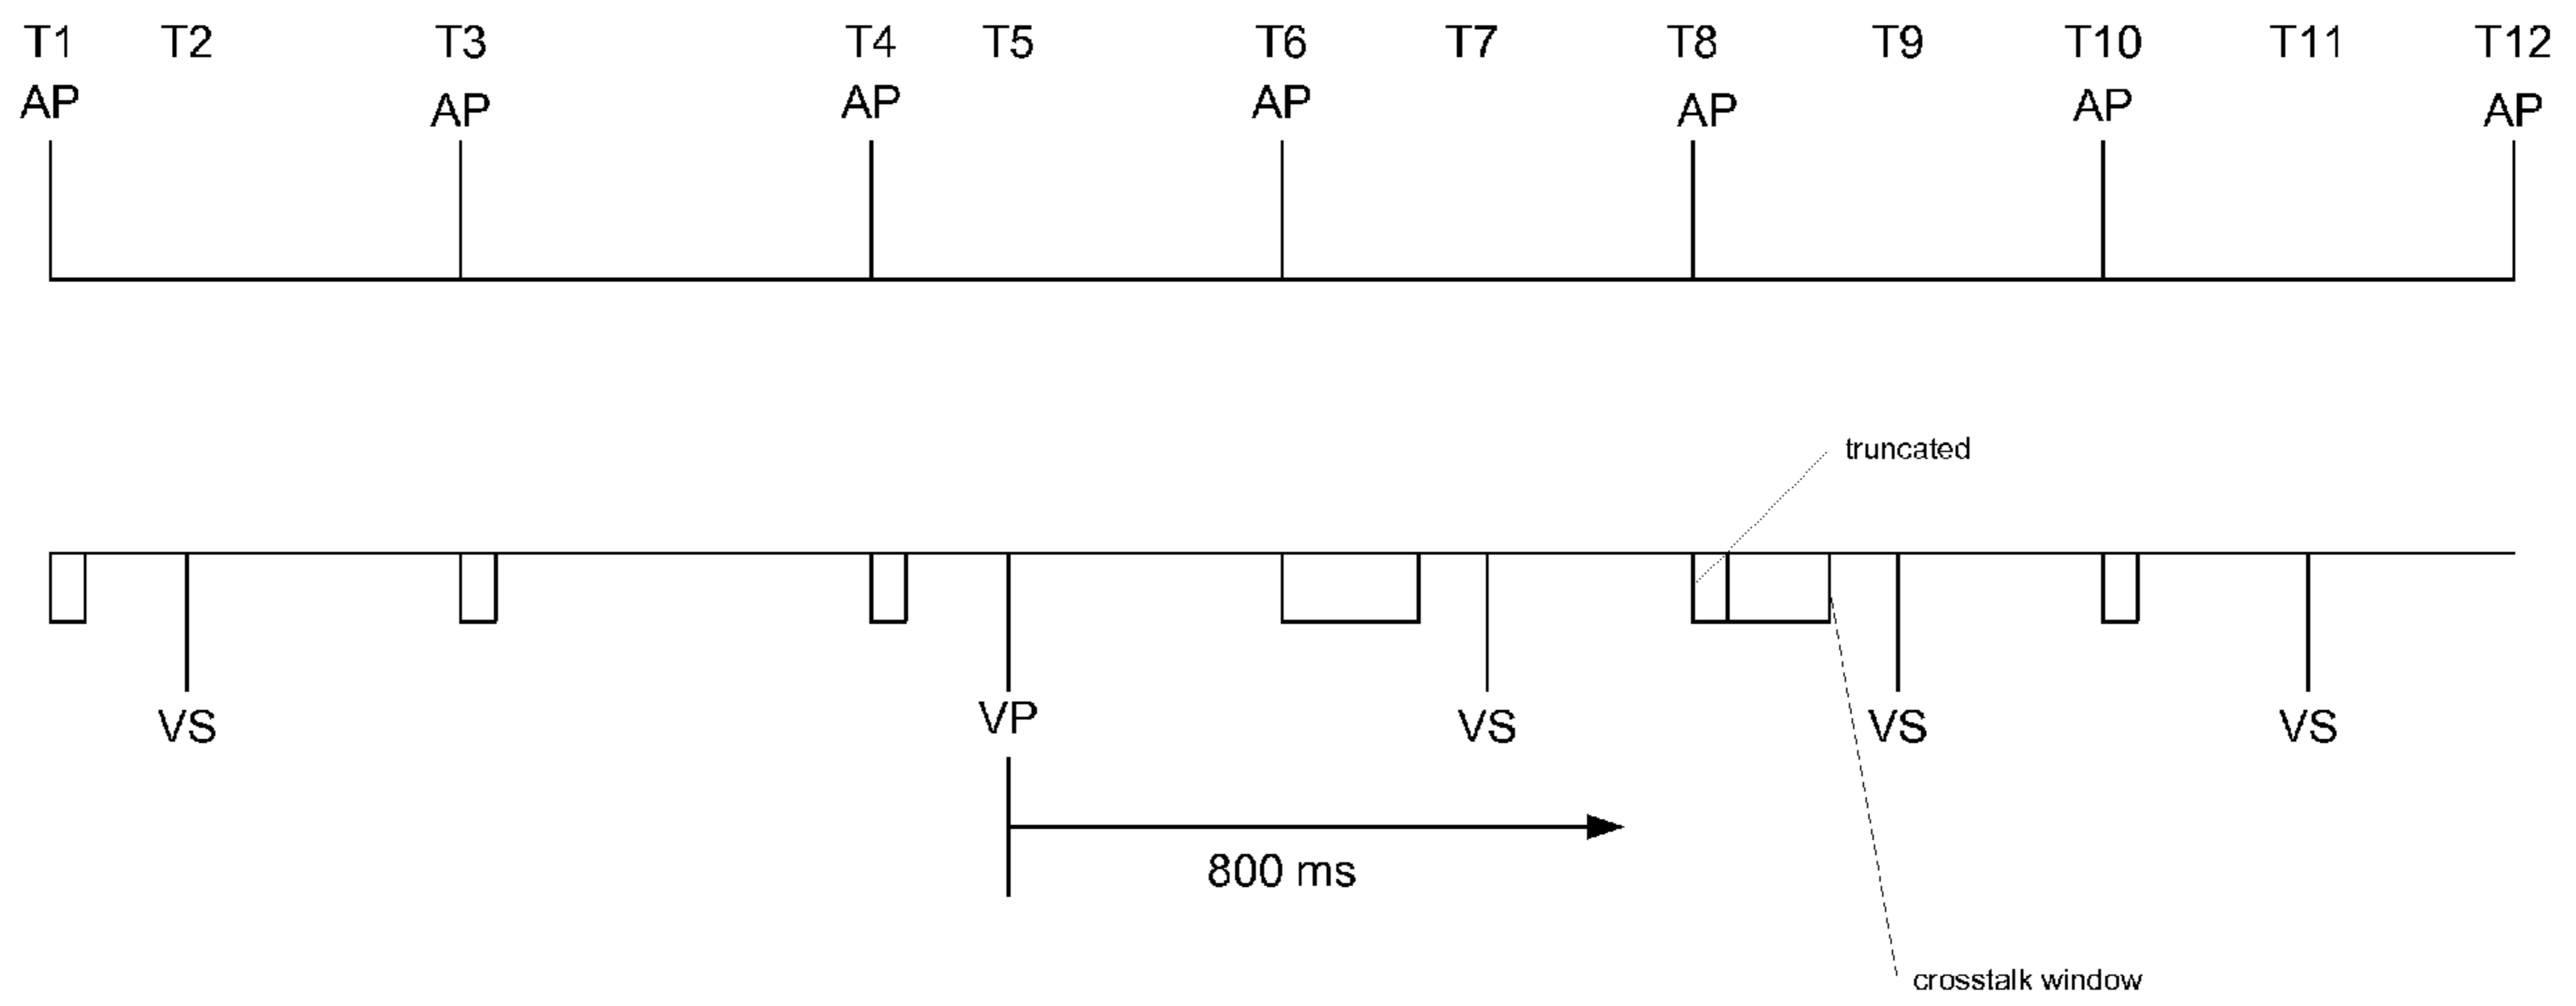 T1 T2 T3 T4 T5 T6 T7 T8 T9 T10 T11 T12
AP AP AP AP AP AP AP
truncated
VS VP VS VS VS
800 ms
crosstalk window